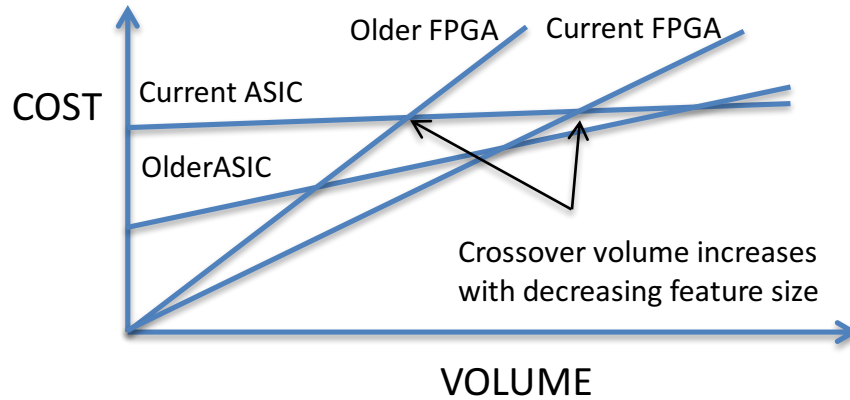 Older FPGA
Current FPGA
COST
Current ASIC
OlderASIC
Crossover volume increases
with decreasing feature size
VOLUME